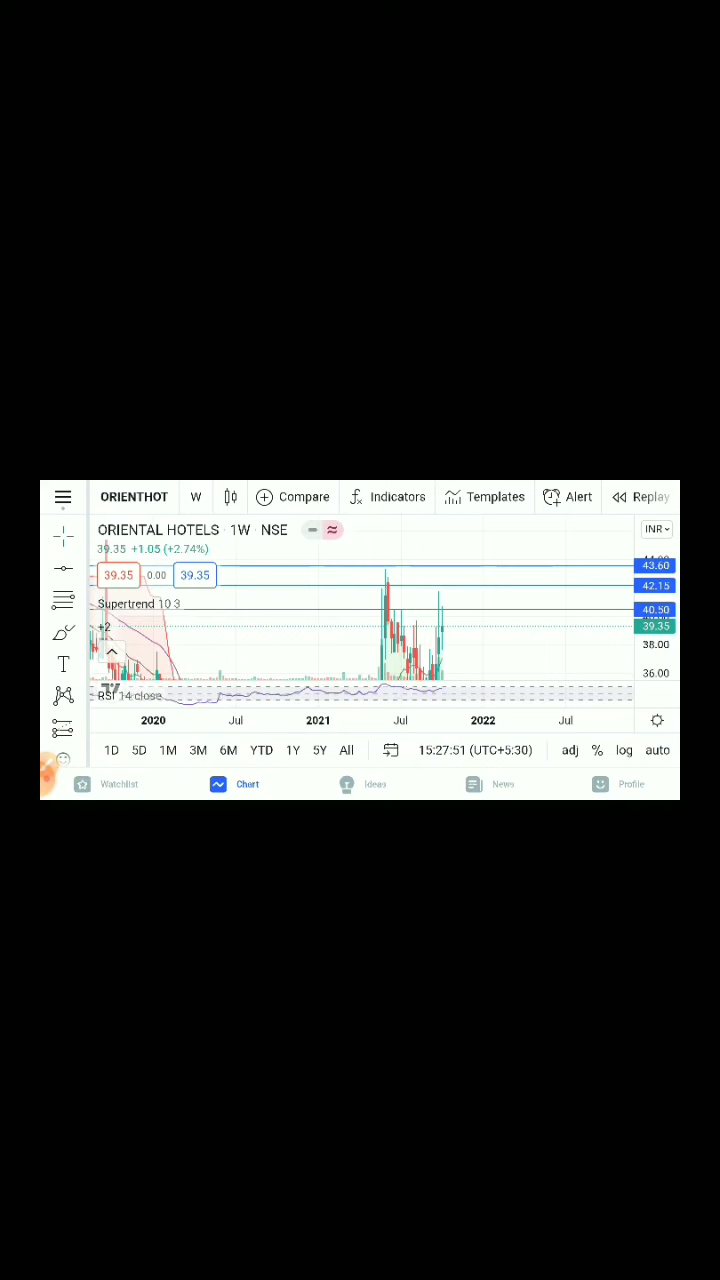 ORIENTHOT W Compare Indicators Templates Alert Replay
ORIENTAL HOTELS · 1W · NSE INR
39.35 +1.05 (+2.74%)
43.60
39.35 0.00 39.35
42.15
Supertrend 10 3
40.50
+2
39.35
38.00
36.00
RSI 14 close
2020 Jul 2021 Jul 2022 Jul
1D 5D 1M 3M 6M YTD 1Y 5Y All 15:27:51 (UTC+5:30) adj % log auto
Watchlist Chart Ideas News Profile